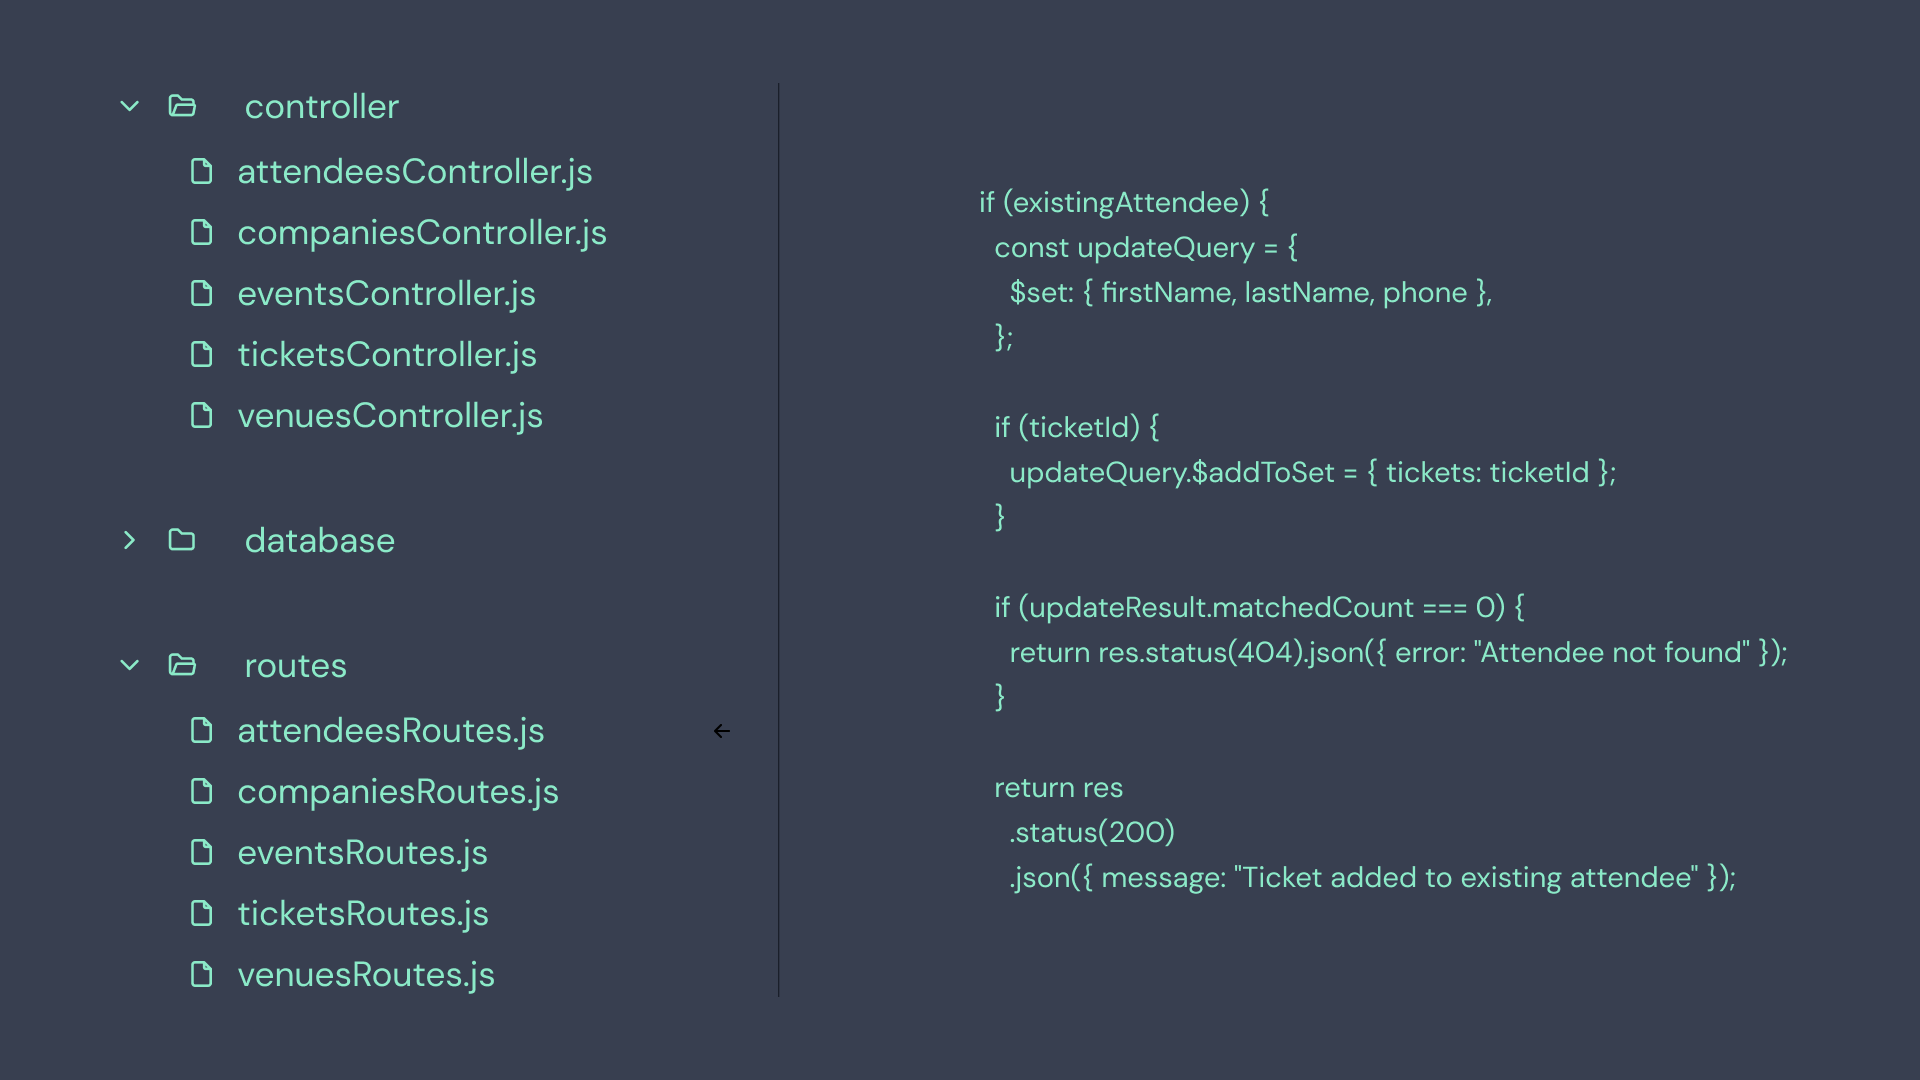 controller
attendeesController.js
companiesController.js
eventsController.js
ticketsController.js
venuesController.js
database
routes
attendeesRoutes.js
companiesRoutes.js
eventsRoutes.js
ticketsRoutes.js
venuesRoutes.js
if (existingAttendee) {
const updateQuery = {
$set: { firstName, lastName, phone },
};
if (ticketId) {
updateQuery.$addToSet = { tickets: ticketId };
}
if (updateResult.matchedCount === 0) {
return res.status(404).json({ error: "Attendee not found" });
}
return res
.status(200)
.json({ message: "Ticket added to existing attendee" });